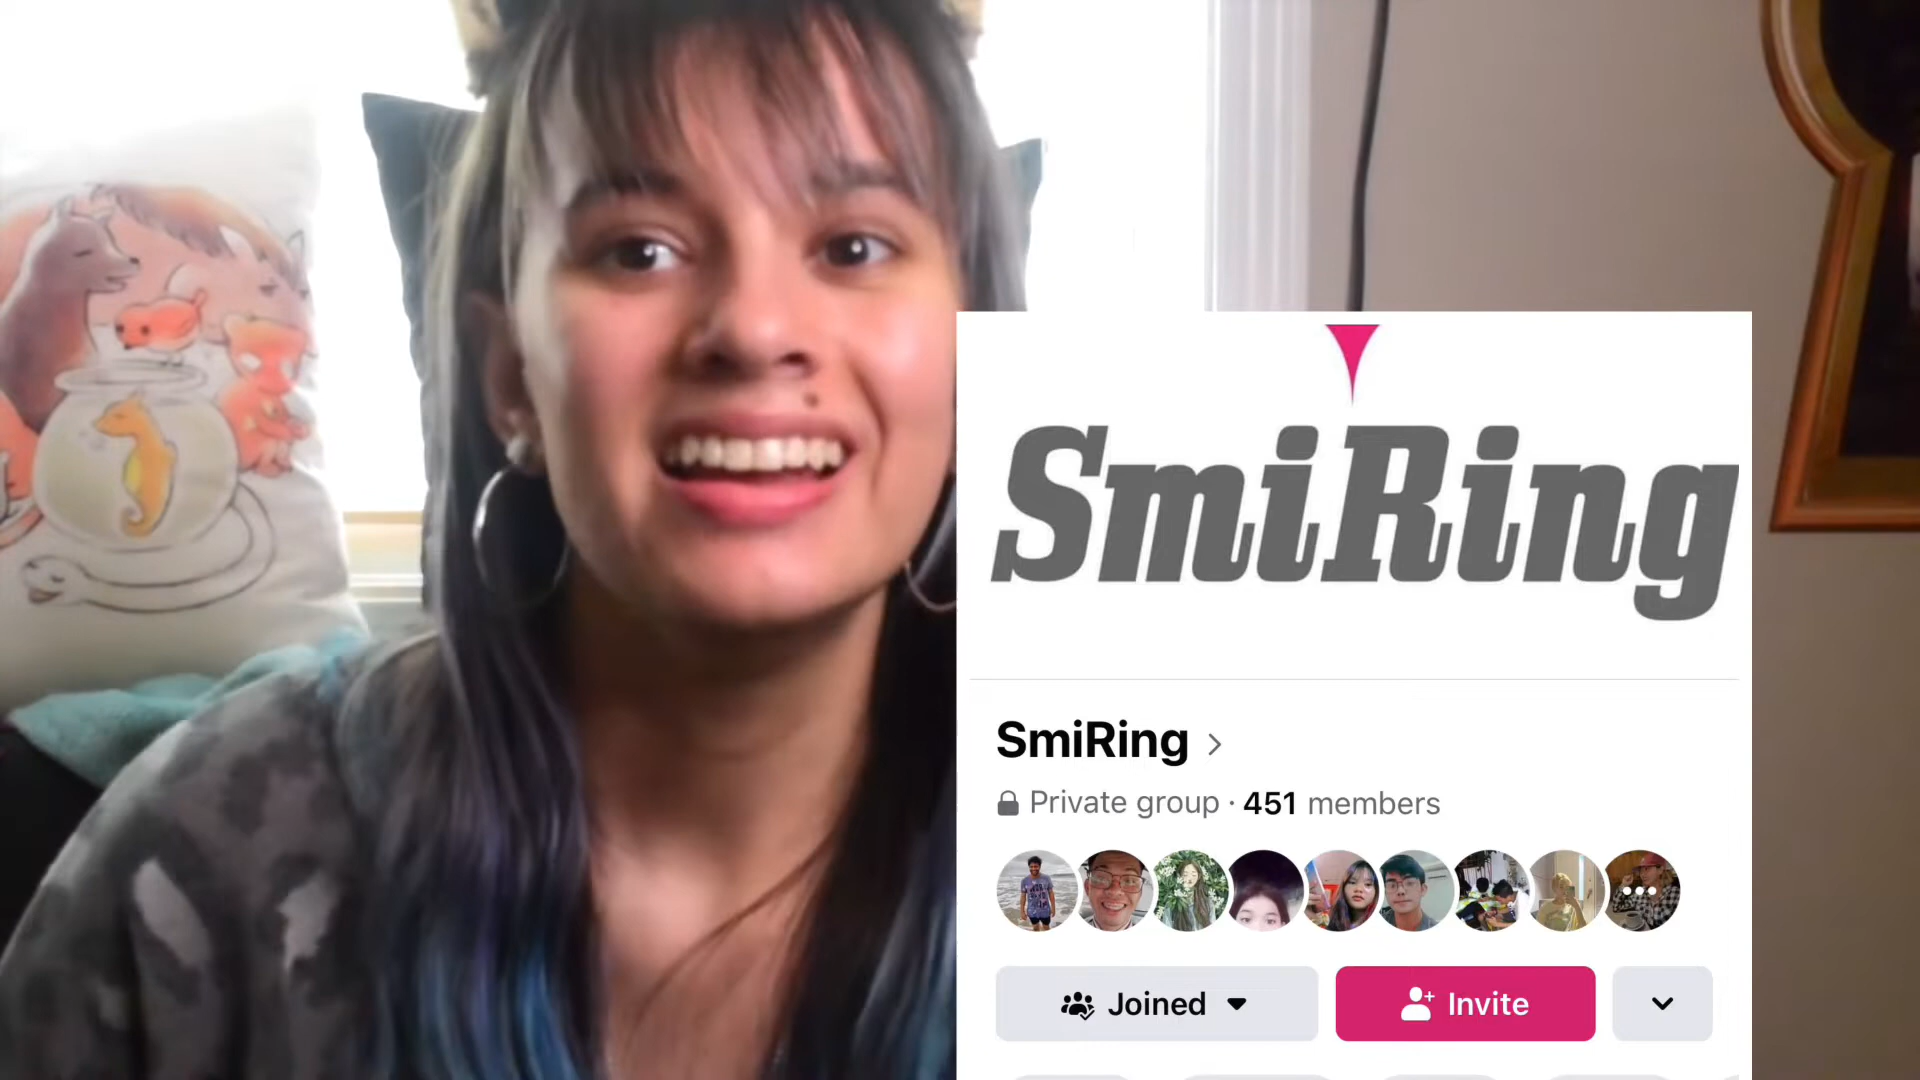 SmiRing
SmiRing
Private group · 451 members
Joined
Invite